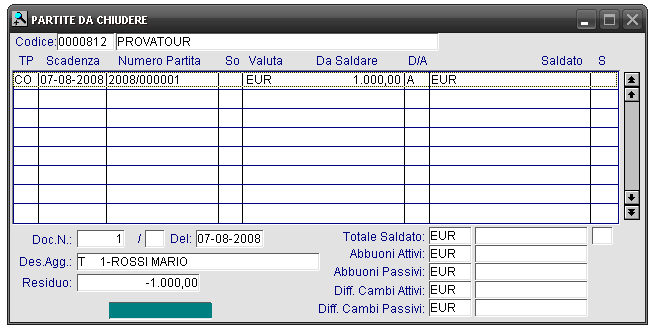 PARTITE DA CHIUDERE
Codice: 0000812 PROVATOUR
TP Scadenza Numero Partita So Valuta Da Saldare D/A Saldato S
CO 07-08-2008 2008/000001 EUR 1.000,00 A EUR
Doc.N.: 1 / Del: 07-08-2008 Totale Saldato: EUR
Abbuoni Attivi: EUR
Des.Agg.: T 1-ROSSI MARIO
Abbuoni Passivi: EUR
Residuo: -1.000,00
Diff. Cambi Attivi: EUR
Diff. Cambi Passivi: EUR